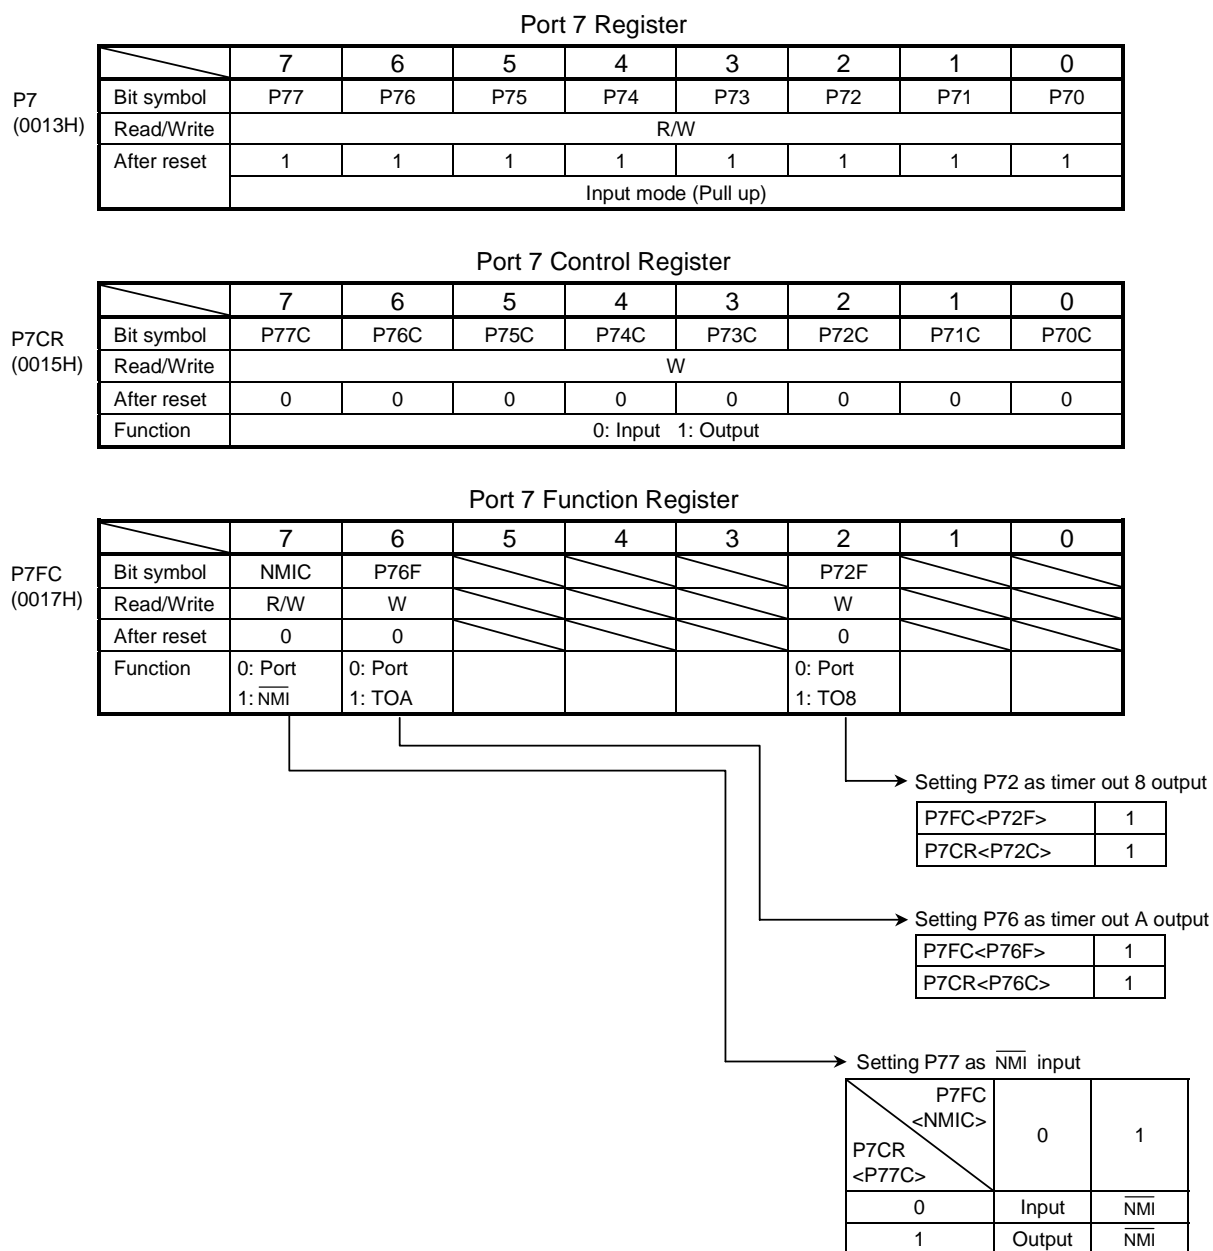 Port 7 Register
7 6 5 4 3 2 1 0
P7
(0013H)
Bit symbol P77 P76 P75 P74 P73 P72 P71 P70
Read/Write R/W
After reset 1 1 1 1 1 1 1 1
Input mode (Pull up)
Port 7 Control Register
7 6 5 4 3 2 1 0
P7CR
(0015H)
Bit symbol P77C P76C P75C P74C P73C P72C P71C P70C
Read/Write W
After reset 0 0 0 0 0 0 0 0
Function 0: Input 1: Output
Port 7 Function Register
7 6 5 4 3 2 1 0
P7FC
(0017H)
Bit symbol NMIC P76F P72F
Read/Write R/W W W
After reset 0 0 0
Function 0: Port 0: Port 0: Port
1: N̅M̅I̅ 1: TOA 1: TO8
Setting P72 as timer out 8 output
P7FC<P72F> 1
P7CR<P72C> 1
Setting P76 as timer out A output
P7FC<P76F> 1
P7CR<P76C> 1
Setting P77 as N̅M̅I̅ input
P7FC
<NMIC>
P7CR
<P77C>
0 1
0 Input N̅M̅I̅
1 Output N̅M̅I̅